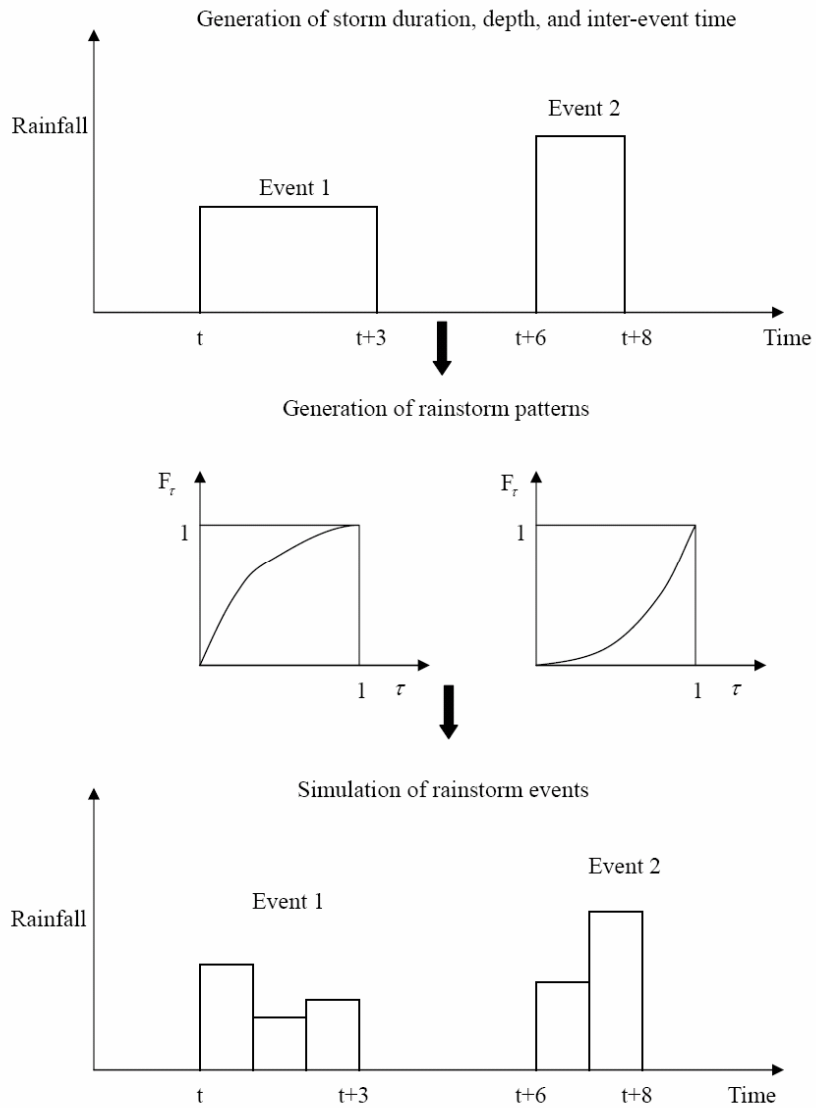 Generation of storm duration, depth, and inter-event time
Rainfall
Event 1
Event 2
t
t+3
t+6
t+8
Time
Generation of rainstorm patterns
Fτ
1
1
τ
Fτ
1
1
τ
Simulation of rainstorm events
Rainfall
Event 1
Event 2
t
t+3
t+6
t+8
Time